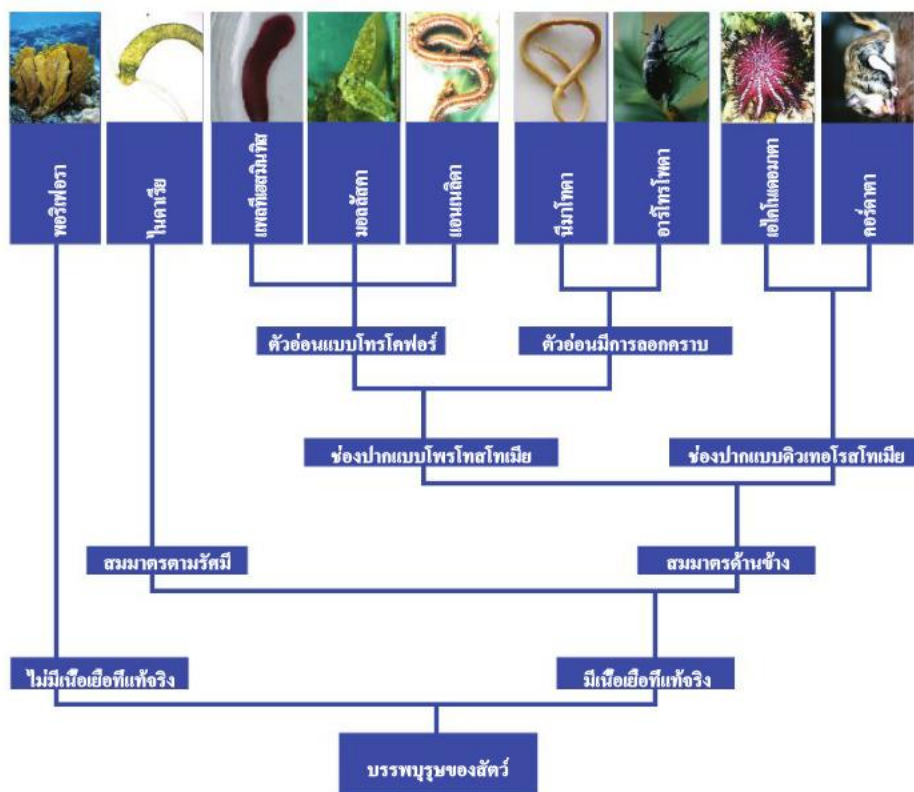 พอริเฟอรา
ไนดาเรีย
แพลทีเฮลมินทิส
มอลลัสคา
แอนเนลิดา
นีมาโทดา
อาร์โทรโพดา
เอไคโนเดอมาตา
คอร์ดาตา
ตัวอ่อนแบบโทรโคฟอร์
ตัวอ่อนมีการลอกคราบ
ช่องปากแบบโพรโทสโทเมีย
ช่องปากแบบดิวเทอโรสโทเมีย
สมมาตรตามรัศมี
สมมาตรด้านข้าง
ไม่มีเนื้อเยื่อที่แท้จริง
มีเนื้อเยื่อที่แท้จริง
บรรพบุรุษของสัตว์